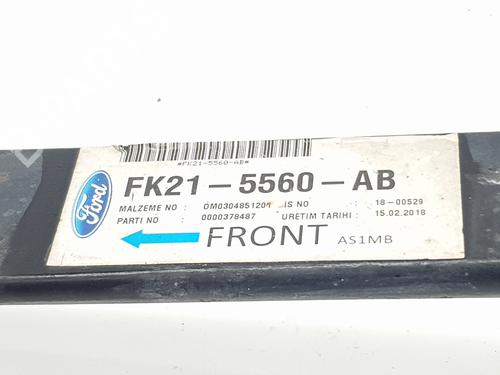 *FK21-5560-AB*
Ford
FK21-5560-AB
MALZEME NO : OM0304851201 IS NO : 18-00529
PARTI NO : 0000378487 URETIM TARIHI : 15.02.2018
FRONT AS1MB